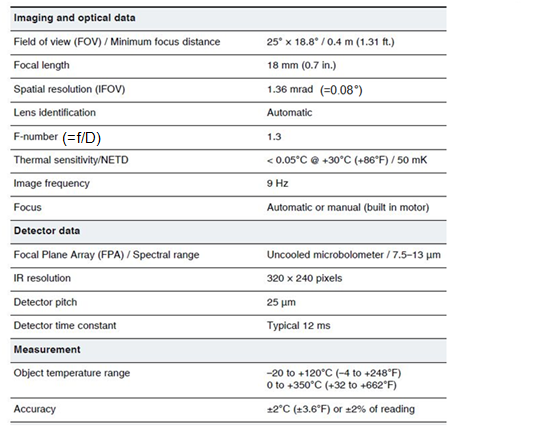 Imaging and optical data
Field of view (FOV) / Minimum focus distance 25° × 18.8° / 0.4 m (1.31 ft.)
Focal length 18 mm (0.7 in.)
Spatial resolution (IFOV) 1.36 mrad (=0.08°)
Lens identification Automatic
F-number (=f/D) 1.3
Thermal sensitivity/NETD < 0.05°C @ +30°C (+86°F) / 50 mK
Image frequency 9 Hz
Focus Automatic or manual (built in motor)
Detector data
Focal Plane Array (FPA) / Spectral range Uncooled microbolometer / 7.5–13 µm
IR resolution 320 × 240 pixels
Detector pitch 25 µm
Detector time constant Typical 12 ms
Measurement
Object temperature range –20 to +120°C (–4 to +248°F)
0 to +350°C (+32 to +662°F)
Accuracy ±2°C (±3.6°F) or ±2% of reading